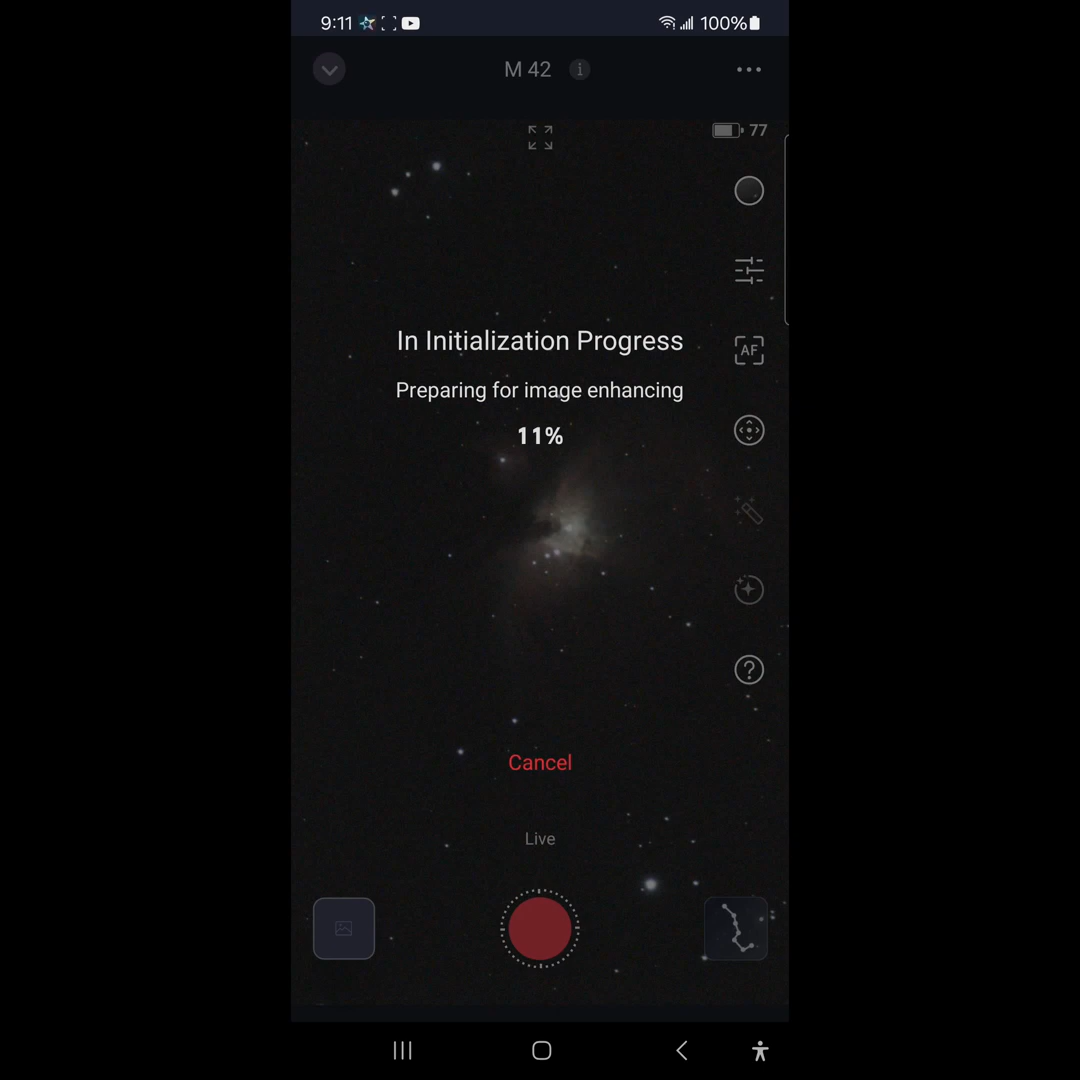 9:11 100%
M 42 i
77
In Initialization Progress
Preparing for image enhancing
11%
AF
?
Cancel
Live